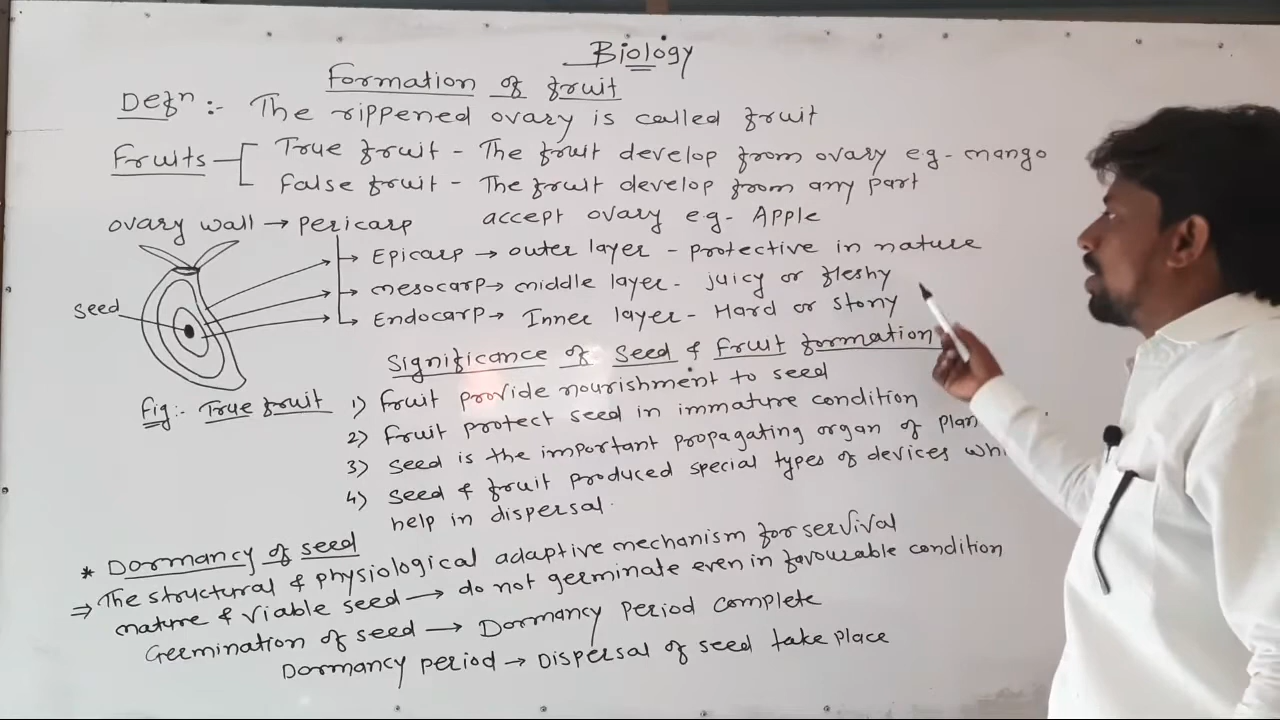 Biology
Formation of fruit
Defn :- The rippened ovary is called fruit
Fruits True fruit - The fruit develop from ovary e.g - mango
False fruit - The fruit develop from any part
accept ovary e.g - Apple
ovary wall → pericarp
Epicarp → outer layer - protective in nature
mesocarp → middle layer - juicy or fleshy
Endocarp → Inner layer - Hard or stony
seed
Fig :- True fruit
Significance of Seed & fruit formation
1) fruit provide nourishment to seed
2) fruit protect seed in immature condition
3) seed is the important propagating organ of plan
4) seed & fruit produced special types of devices whi
help in dispersal.
* Dormancy of seed
⇒ The structural & physiological adaptive mechanism for servival
mature & viable seed → do not germinate even in favourable condition
Germination of seed → Dormancy period complete
Dormancy period → Dispersal of seed take place